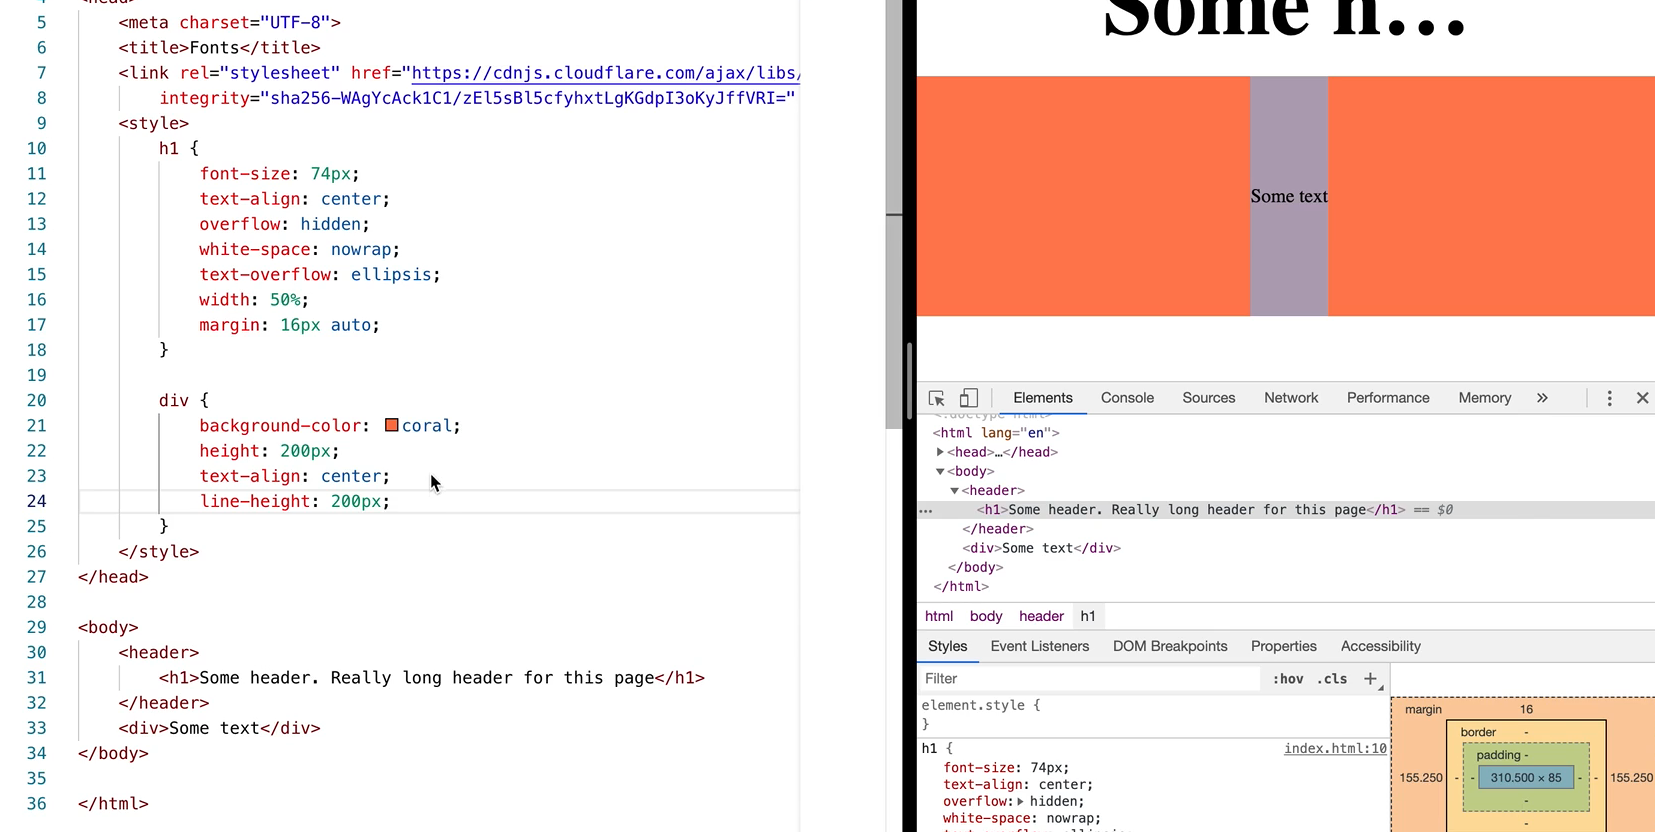 4 <head>
5 <meta charset="UTF-8">
6 <title>Fonts</title>
7 <link rel="stylesheet" href="https://cdnjs.cloudflare.com/ajax/libs/
8 integrity="sha256-WAgYcAck1C1/zEl5sBl5cfyhxtLgKGdpI3oKyJffVRI="
9 <style>
10 h1 {
11 font-size: 74px;
12 text-align: center;
13 overflow: hidden;
14 white-space: nowrap;
15 text-overflow: ellipsis;
16 width: 50%;
17 margin: 16px auto;
18 }
19
20 div {
21 background-color: coral;
22 height: 200px;
23 text-align: center;
24 line-height: 200px;
25 }
26 </style>
27 </head>
28
29 <body>
30 <header>
31 <h1>Some header. Really long header for this page</h1>
32 </header>
33 <div>Some text</div>
34 </body>
35
36 </html>
Some h...
Some text
Elements Console Sources Network Performance Memory »
<!doctype html>
<html lang="en">
<head>…</head>
<body>
<header>
<h1>Some header. Really long header for this page</h1> == $0
</header>
<div>Some text</div>
</body>
</html>
html body header h1
Styles Event Listeners DOM Breakpoints Properties Accessibility
Filter :hov .cls +
element.style {
}
h1 { index.html:10
font-size: 74px;
text-align: center;
overflow: hidden;
white-space: nowrap;
text-overflow: ellipsis;
margin 16
border -
padding -
155.250 - - 310.500 × 85 - - 155.250
-
-